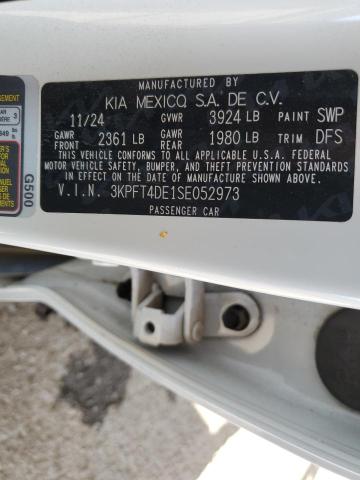 MANUFACTURED BY
KIA MEXICO, S.A. DE C.V.
11/24 GVWR 3924 LB PAINT SWP
GAWR FRONT 2361 LB GAWR REAR 1980 LB TRIM DFS
THIS VEHICLE CONFORMS TO ALL APPLICABLE U.S.A. FEDERAL
MOTOR VEHICLE SAFETY, BUMPER, AND THEFT PREVENTION STANDARDS
IN EFFECT ON THE DATE OF MANUFACTURE SHOWN ABOVE.
V.I.N. 3KPFT4DE1SE052973
PASSENGER CAR
G500
3